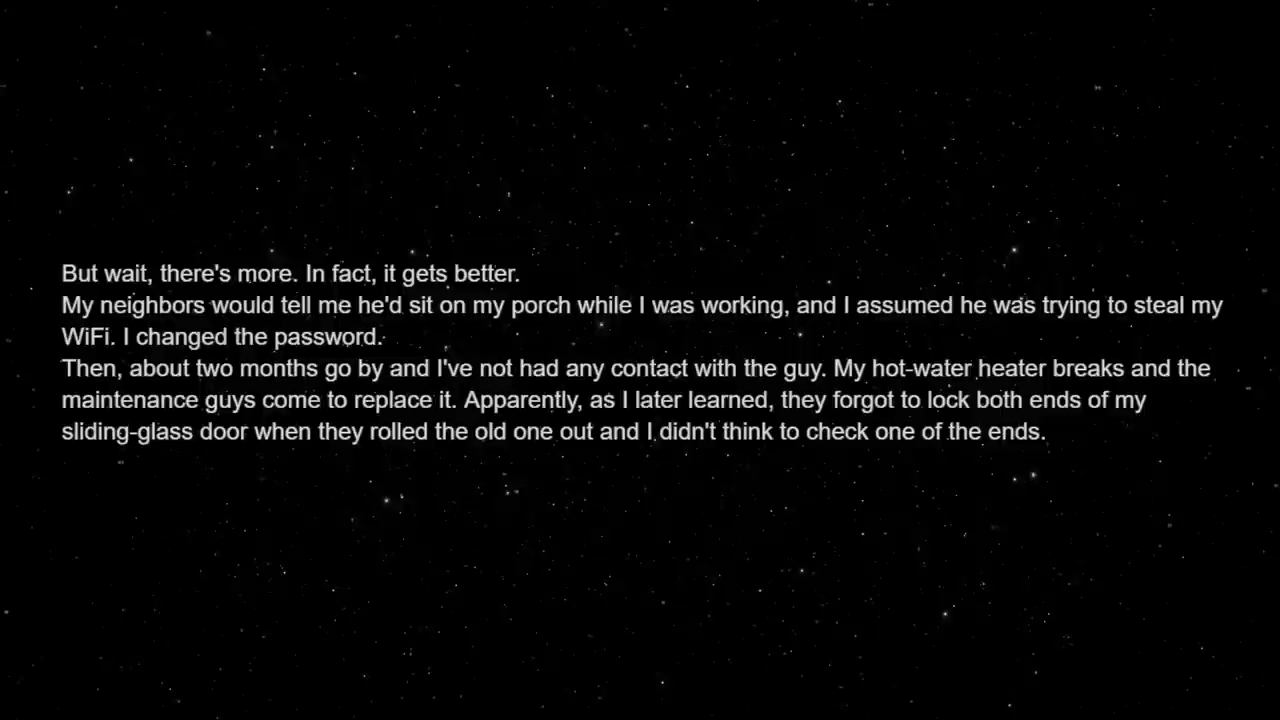 But wait, there's more. In fact, it gets better.
My neighbors would tell me he'd sit on my porch while I was working, and I assumed he was trying to steal my
WiFi. I changed the password.
Then, about two months go by and I've not had any contact with the guy. My hot-water heater breaks and the
maintenance guys come to replace it. Apparently, as I later learned, they forgot to lock both ends of my
sliding-glass door when they rolled the old one out and I didn't think to check one of the ends.